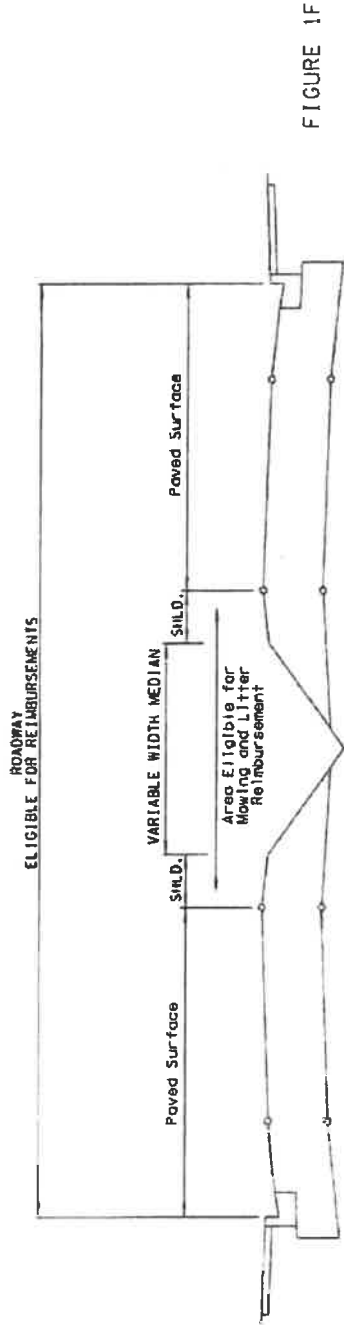 ROADWAY
ELIGIBLE FOR REIMBURSEMENTS
Paved Surface
SHLD.
VARIABLE WIDTH MEDIAN
SHLD.
Paved Surface
Area Eligible for
Mowing and Litter
Reimbursement
FIGURE 1F